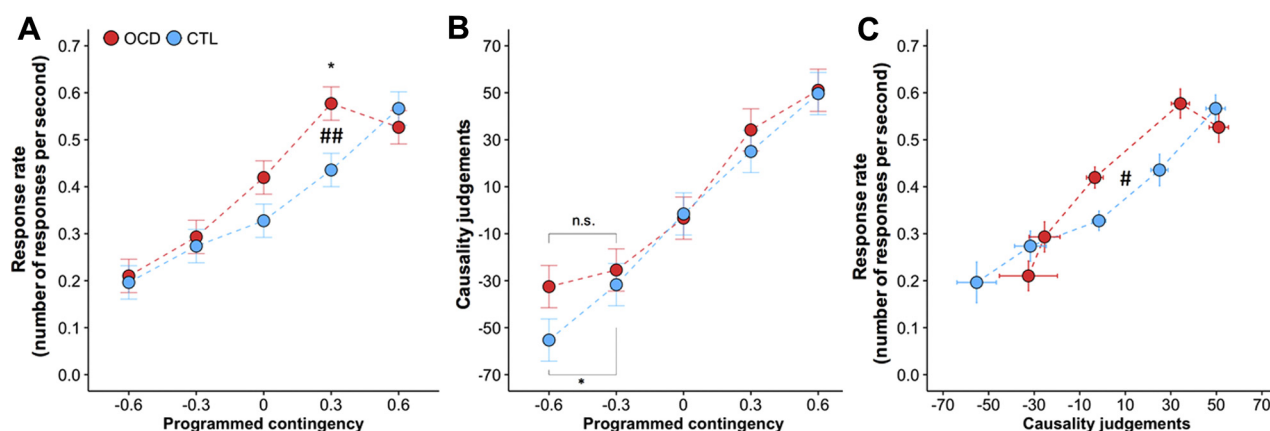 A
OCD CTL
Response rate
(number of responses per second)
0.7
0.6
0.5
0.4
0.3
0.2
0.1
0.0
*
##
-0.6 -0.3 0 0.3 0.6
Programmed contingency
B
Causality judgements
70
50
30
10
-10
-30
-50
-70
n.s.
*
-0.6 -0.3 0 0.3 0.6
Programmed contingency
C
Response rate
(number of responses per second)
0.7
0.6
0.5
0.4
0.3
0.2
0.1
0.0
#
-70 -50 -30 -10 10 30 50 70
Causality judgements